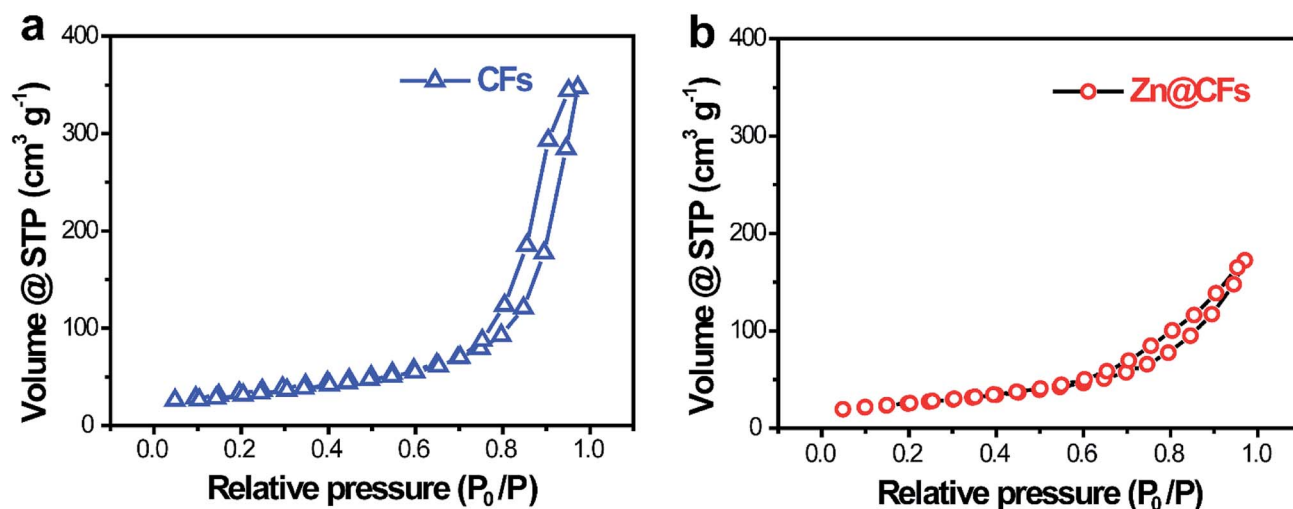 a
CFs
Volume @ STP (cm³ g⁻¹)
400
300
200
100
0
0.0 0.2 0.4 0.6 0.8 1.0
Relative pressure (P₀/P)
b
Zn@CFs
Volume @ STP (cm³ g⁻¹)
400
300
200
100
0
0.0 0.2 0.4 0.6 0.8 1.0
Relative pressure (P₀/P)